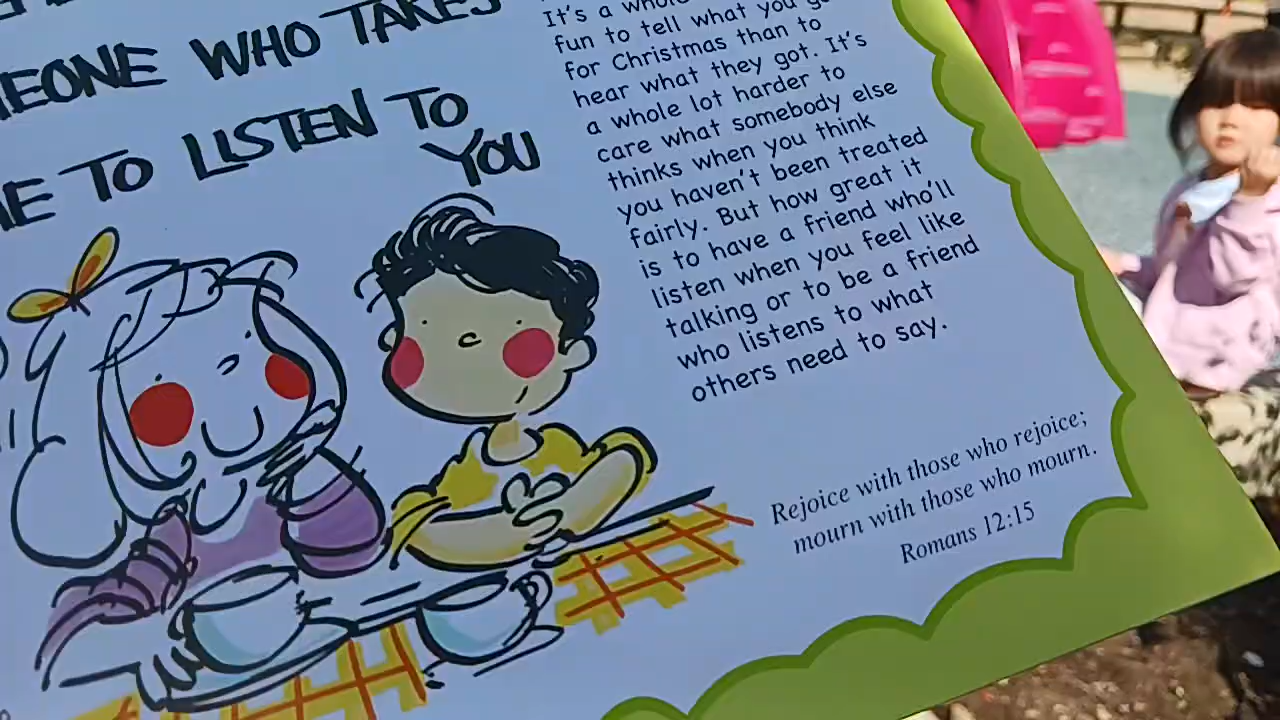 WHO TAKES
TO LISTEN TO
YOU
It's a
fun to tell what you
for Christmas than to
hear what they got. It's
a whole lot harder to
care what somebody else
thinks when you think
you haven't been treated
fairly. But how great it
is to have a friend who'll
listen when you feel like
talking or to be a friend
who listens to what
others need to say.
Rejoice with those who rejoice;
mourn with those who mourn.
Romans 12:15